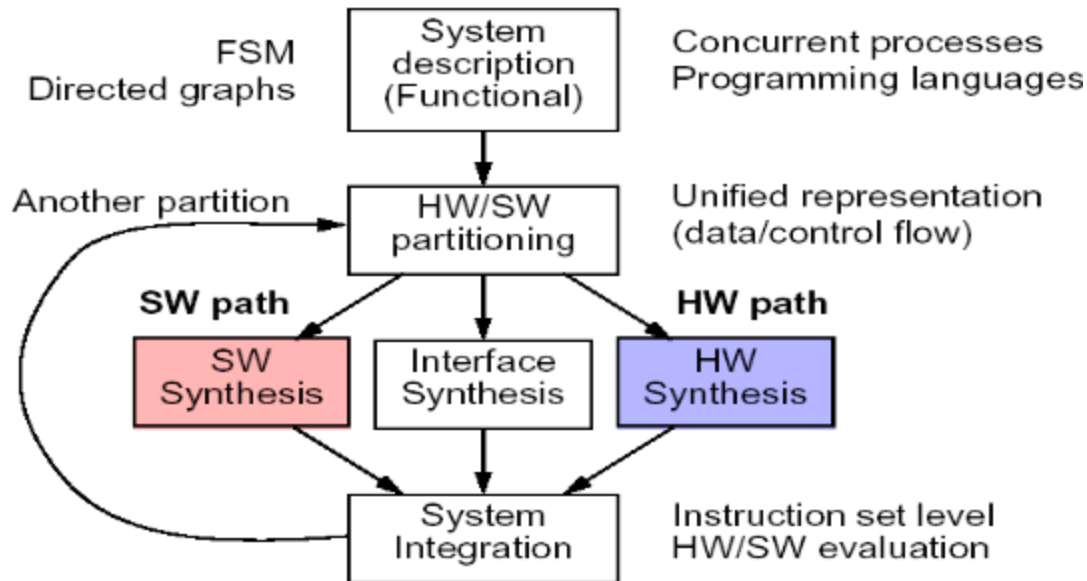 FSM
Directed graphs
System
description
(Functional)
Concurrent processes
Programming languages
Another partition
HW/SW
partitioning
Unified representation
(data/control flow)
SW path
HW path
SW
Synthesis
Interface
Synthesis
HW
Synthesis
System
Integration
Instruction set level
HW/SW evaluation